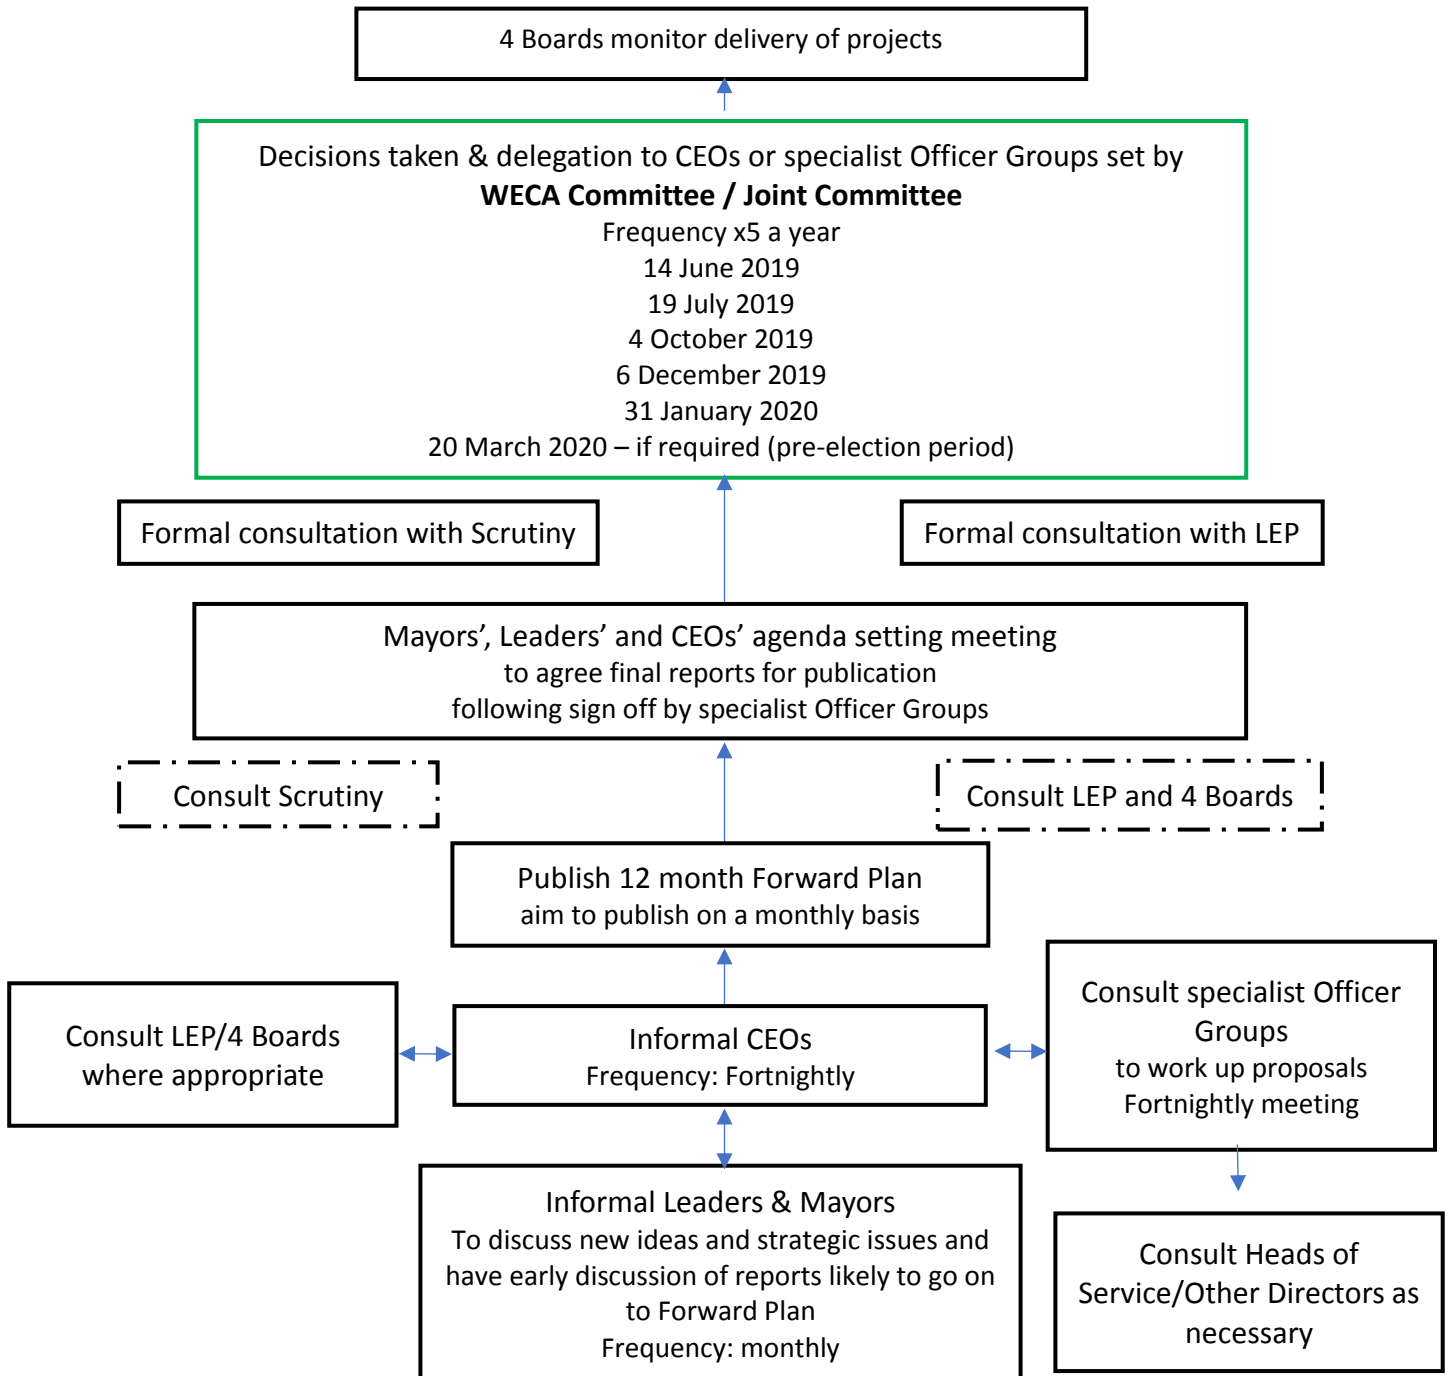 4 Boards monitor delivery of projects
Decisions taken & delegation to CEOs or specialist Officer Groups set by
WECA Committee / Joint Committee
Frequency x5 a year
14 June 2019
19 July 2019
4 October 2019
6 December 2019
31 January 2020
20 March 2020 – if required (pre-election period)
Formal consultation with Scrutiny
Formal consultation with LEP
Mayors’, Leaders’ and CEOs’ agenda setting meeting
to agree final reports for publication
following sign off by specialist Officer Groups
Consult Scrutiny
Consult LEP and 4 Boards
Publish 12 month Forward Plan
aim to publish on a monthly basis
Consult LEP/4 Boards
where appropriate
Informal CEOs
Frequency: Fortnightly
Consult specialist Officer
Groups
to work up proposals
Fortnightly meeting
Informal Leaders & Mayors
To discuss new ideas and strategic issues and
have early discussion of reports likely to go on
to Forward Plan
Frequency: monthly
Consult Heads of
Service/Other Directors as
necessary